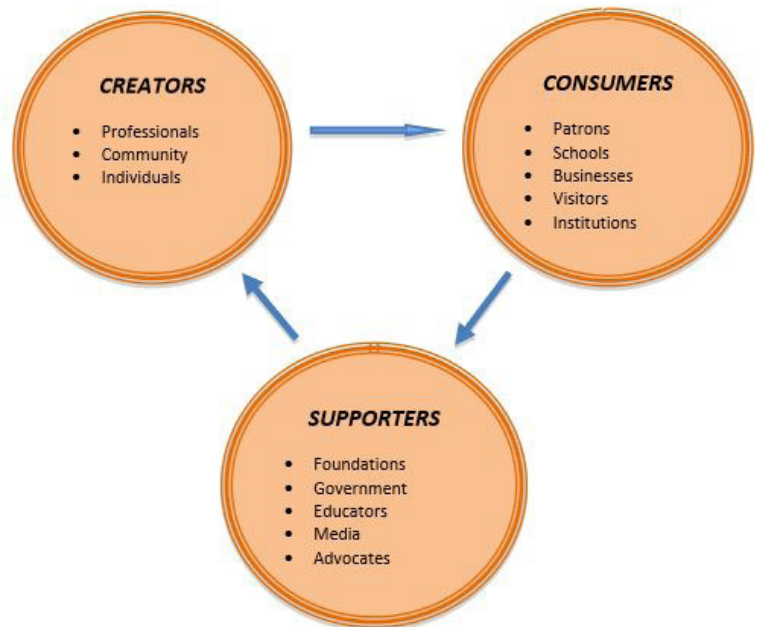 CREATORS
• Professionals
• Community
• Individuals
CONSUMERS
• Patrons
• Schools
• Businesses
• Visitors
• Institutions
SUPPORTERS
• Foundations
• Government
• Educators
• Media
• Advocates